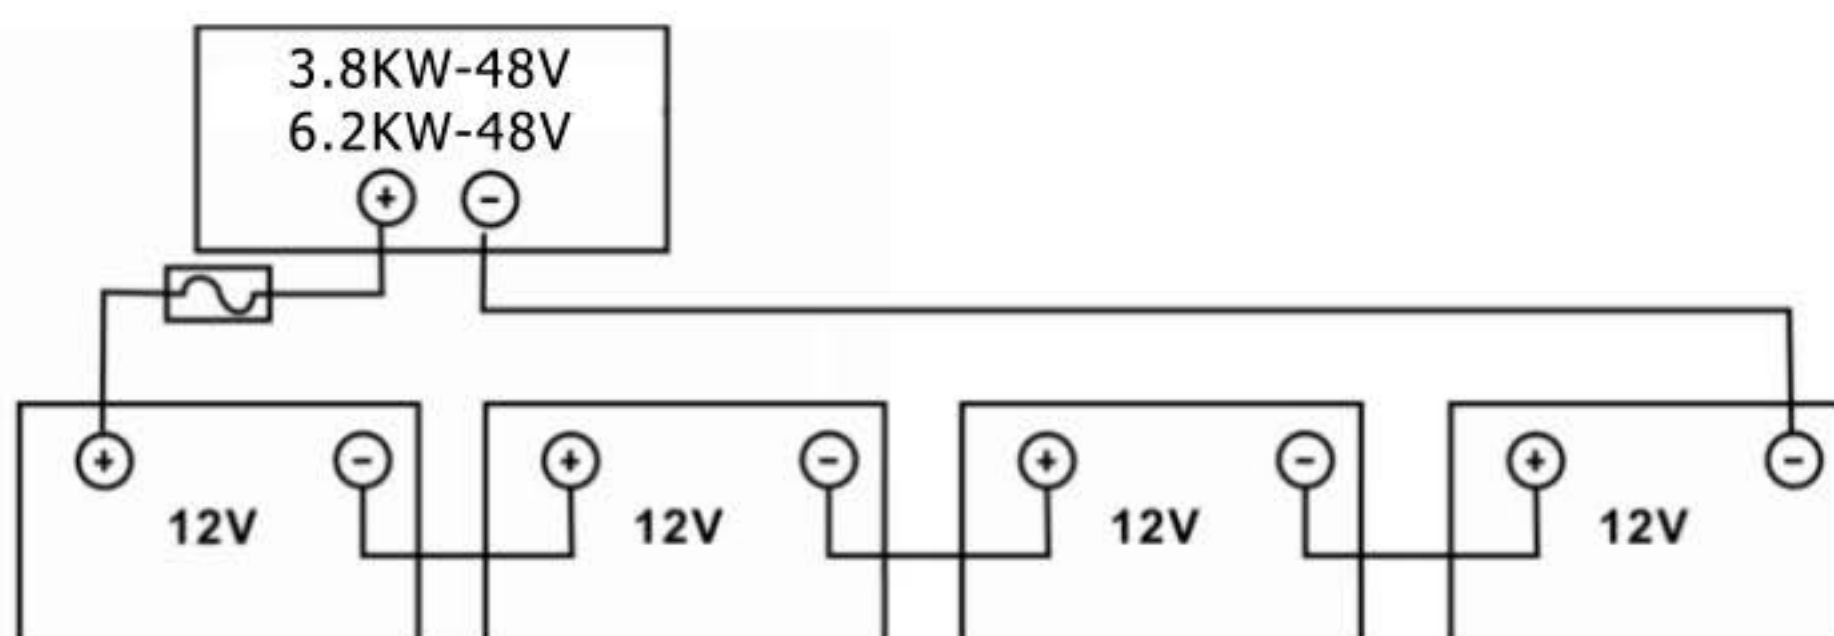 3.8KW-48V
6.2KW-48V
+ -
+ - + - + - + -
12V 12V 12V 12V